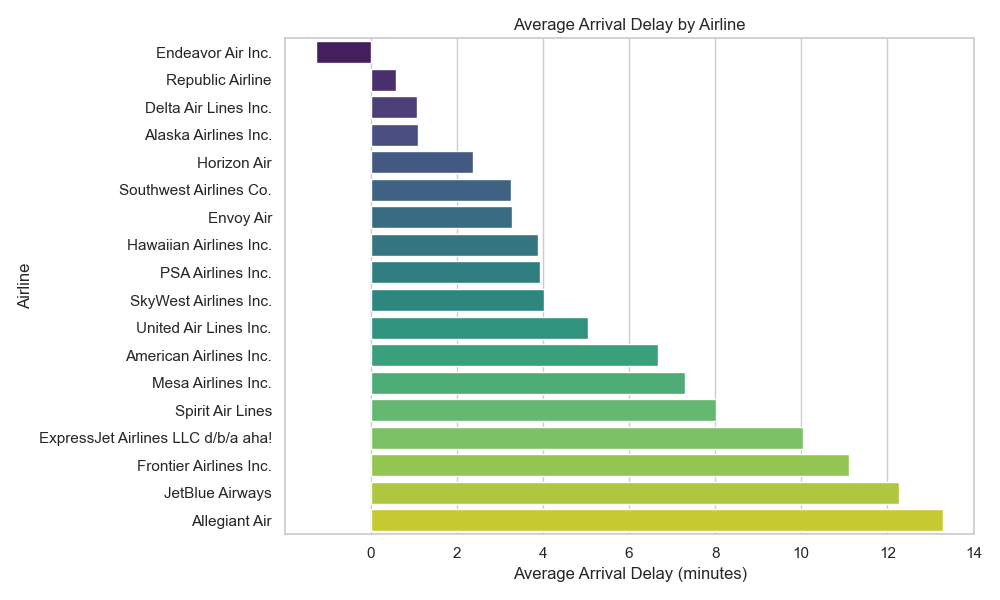 Average Arrival Delay by Airline
Airline
Endeavor Air Inc.
Republic Airline
Delta Air Lines Inc.
Alaska Airlines Inc.
Horizon Air
Southwest Airlines Co.
Envoy Air
Hawaiian Airlines Inc.
PSA Airlines Inc.
SkyWest Airlines Inc.
United Air Lines Inc.
American Airlines Inc.
Mesa Airlines Inc.
Spirit Air Lines
ExpressJet Airlines LLC d/b/a aha!
Frontier Airlines Inc.
JetBlue Airways
Allegiant Air
0 2 4 6 8 10 12 14
Average Arrival Delay (minutes)